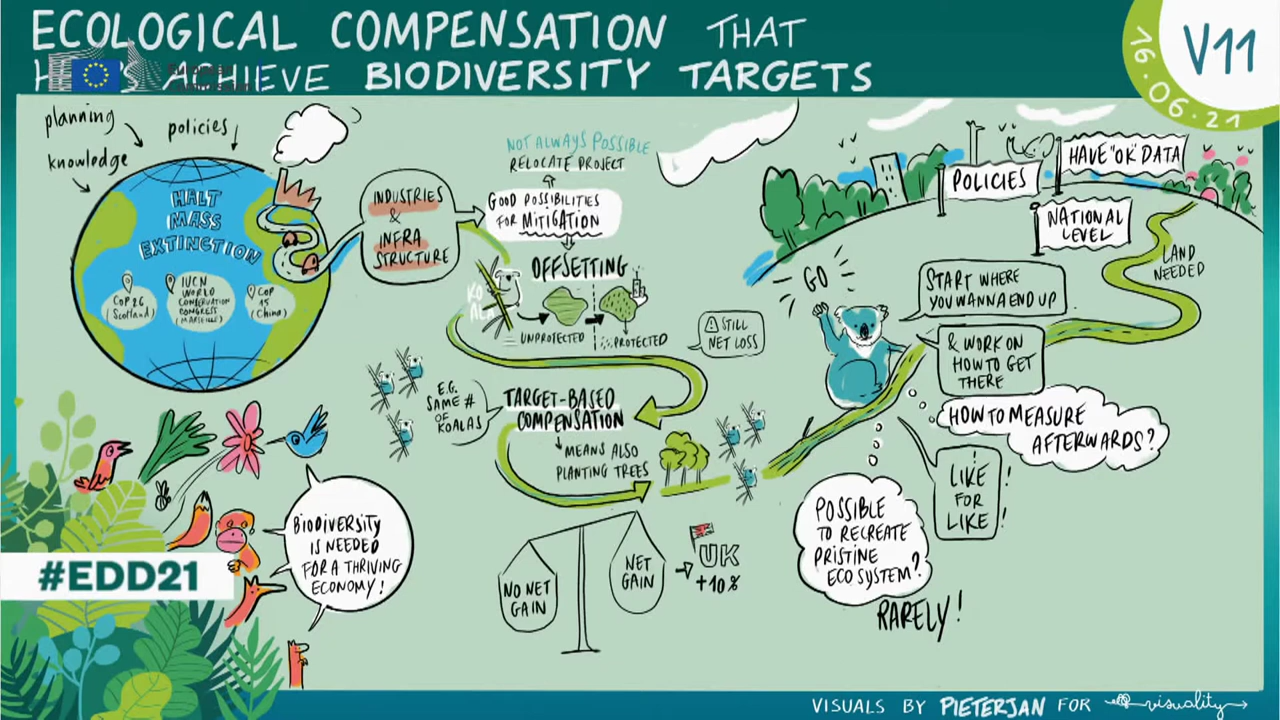 ECOLOGICAL COMPENSATION THAT
ACHIEVE BIODIVERSITY TARGETS
16.06.21
V11
planning
policies
knowledge
HALT
MASS
EXTINCTION
COP 26
(Scotland)
IUCN
WORLD
CONSERVATION
CONGRESS
(MARSEILLE)
COP
15
(China)
INDUSTRIES
&
INFRA
STRUCTURE
NOT ALWAYS POSSIBLE
RELOCATE PROJECT
GOOD POSSIBILITIES
FOR MITIGATION
OFFSETTING
KO
ALA
UNPROTECTED
PROTECTED
STILL
NET LOSS
E.G.
SAME #
OF
KOALAS
TARGET-BASED
COMPENSATION
MEANS ALSO
PLANTING TREES
NO NET
GAIN
NET
GAIN
UK
+10%
BIODIVERSITY
IS NEEDED
FOR A THRIVING
ECONOMY!
#EDD21
POLICIES
HAVE "OK" DATA
NATIONAL
LEVEL
LAND
NEEDED
GO
START WHERE
YOU WANNA END UP
& WORK ON
HOW TO GET
THERE
HOW TO MEASURE
AFTERWARDS?
LIKE
FOR
LIKE!
POSSIBLE
TO RECREATE
PRISTINE
ECOSYSTEM?
RARELY!
VISUALS BY PIETERJAN FOR visuality